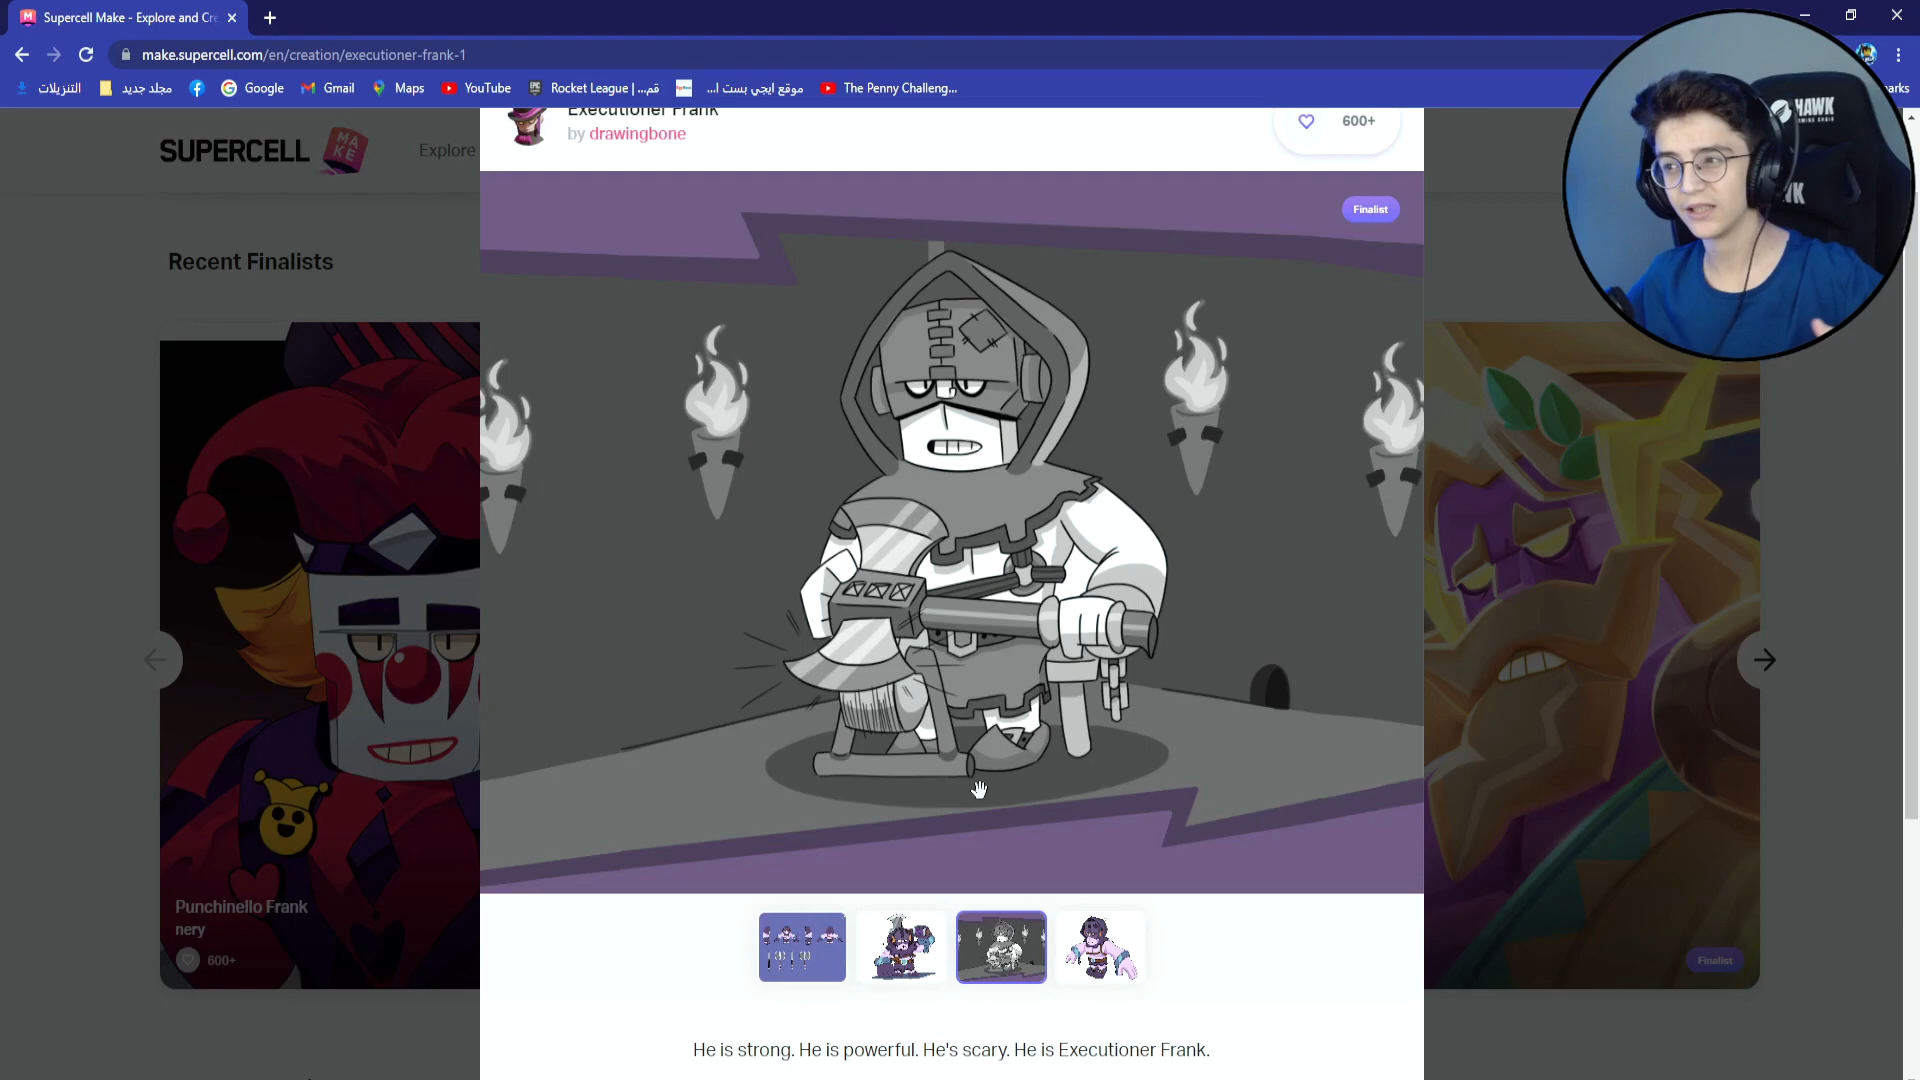 Supercell Make - Explore and Cre
make.supercell.com/en/creation/executioner-frank-1
التنزيلات
مجلد جديد
Google
Gmail
Maps
YouTube
Rocket League | قم...
موقع ايجي بست ا...
The Penny Challeng...
arks
HAWK
SUPERCELL
MAKE
Explore
Executioner Frank
by drawingbone
600+
Finalist
Recent Finalists
Punchinello Frank
nery
600+
Finalist
He is strong. He is powerful. He's scary. He is Executioner Frank.